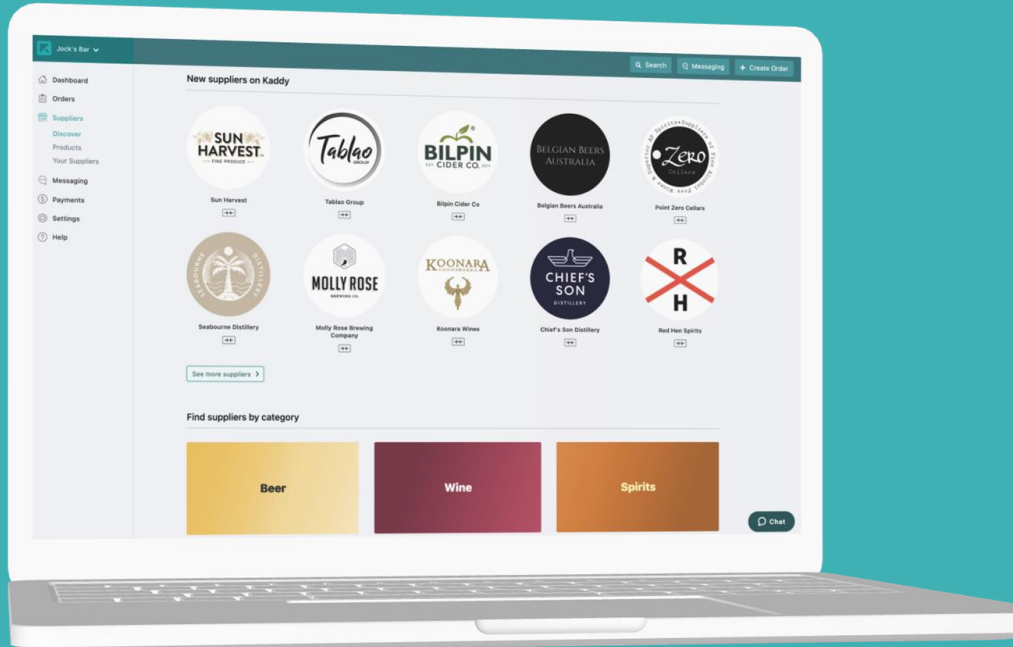 Jock's Bar
Search
Messaging
+ Create Order
Dashboard
Orders
Suppliers
Discover
Products
Your Suppliers
Messaging
Payments
Settings
Help
New suppliers on Kaddy
SUN
HARVEST
FINE PRODUCE
Tablao
GROUP
BILPIN
EST. CIDER CO. 2011
BELGIAN BEERS
AUSTRALIA
Zero
Cellars
Sun Harvest
Tablao Group
Bilpin Cider Co
Belgian Beers Australia
Point Zero Cellars
SEABOURNE DISTILLERY
MOLLY ROSE
BREWING CO.
KOONARA
COONAWARRA
CHIEF'S
SON
DISTILLERY
R
H
Seabourne Distillery
Molly Rose Brewing
Company
Koonara Wines
Chief's Son Distillery
Red Hen Spirits
See more suppliers >
Find suppliers by category
Beer
Wine
Spirits
Chat